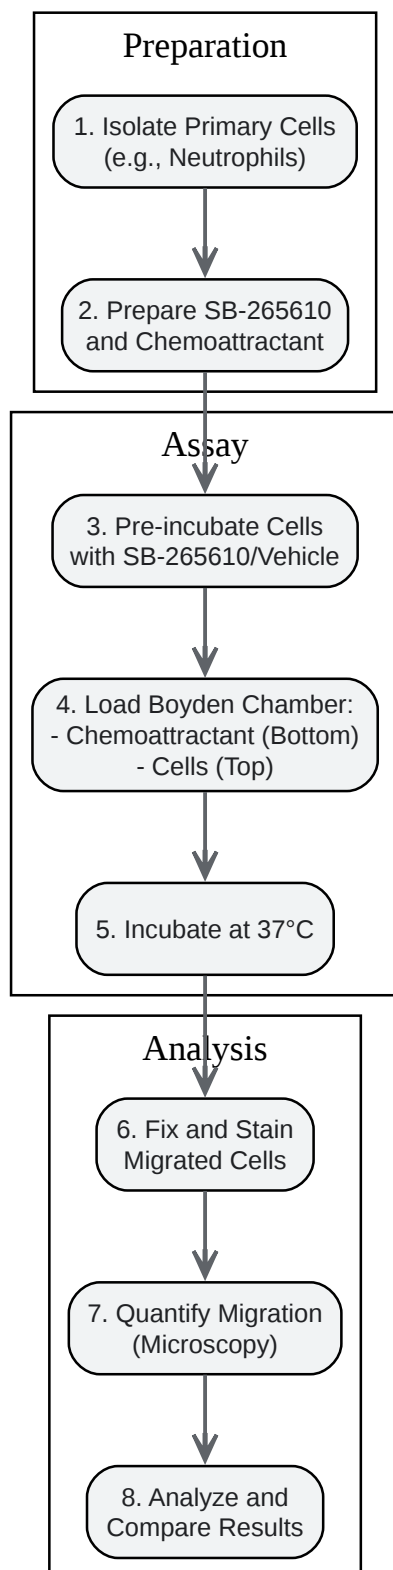 Preparation
1. Isolate Primary Cells
(e.g., Neutrophils)
2. Prepare SB-265610
and Chemoattractant
Assay
3. Pre-incubate Cells
with SB-265610/Vehicle
4. Load Boyden Chamber:
- Chemoattractant (Bottom)
- Cells (Top)
5. Incubate at 37°C
Analysis
6. Fix and Stain
Migrated Cells
7. Quantify Migration
(Microscopy)
8. Analyze and
Compare Results